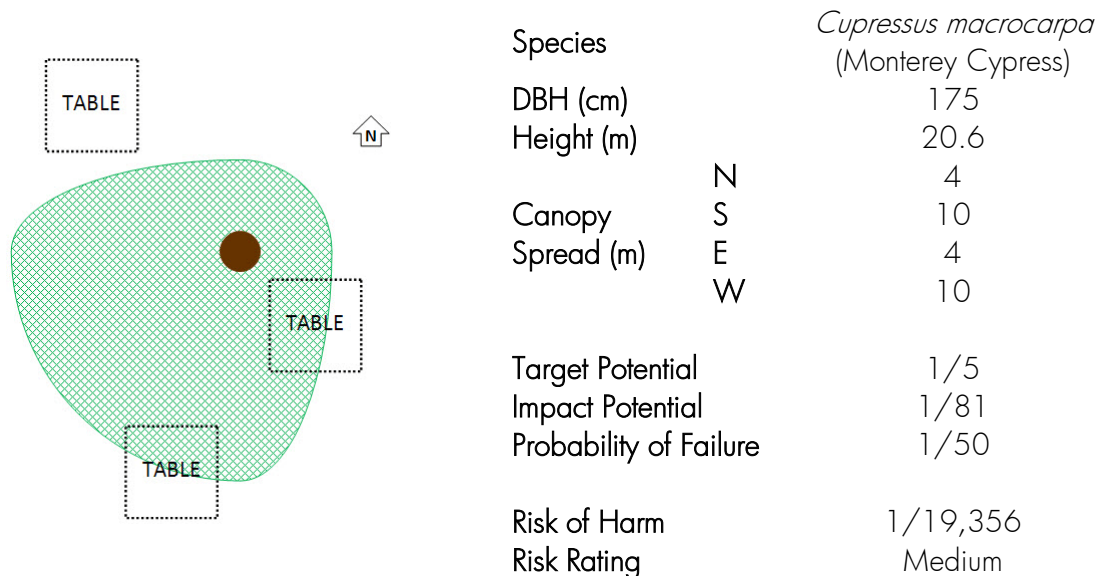 TABLE
N
TABLE
TABLE
Species
Cupressus macrocarpa
(Monterey Cypress)
DBH (cm) 175
Height (m) 20.6
N 4
Canopy S 10
Spread (m) E 4
W 10
Target Potential 1/5
Impact Potential 1/81
Probability of Failure 1/50
Risk of Harm 1/19,356
Risk Rating Medium